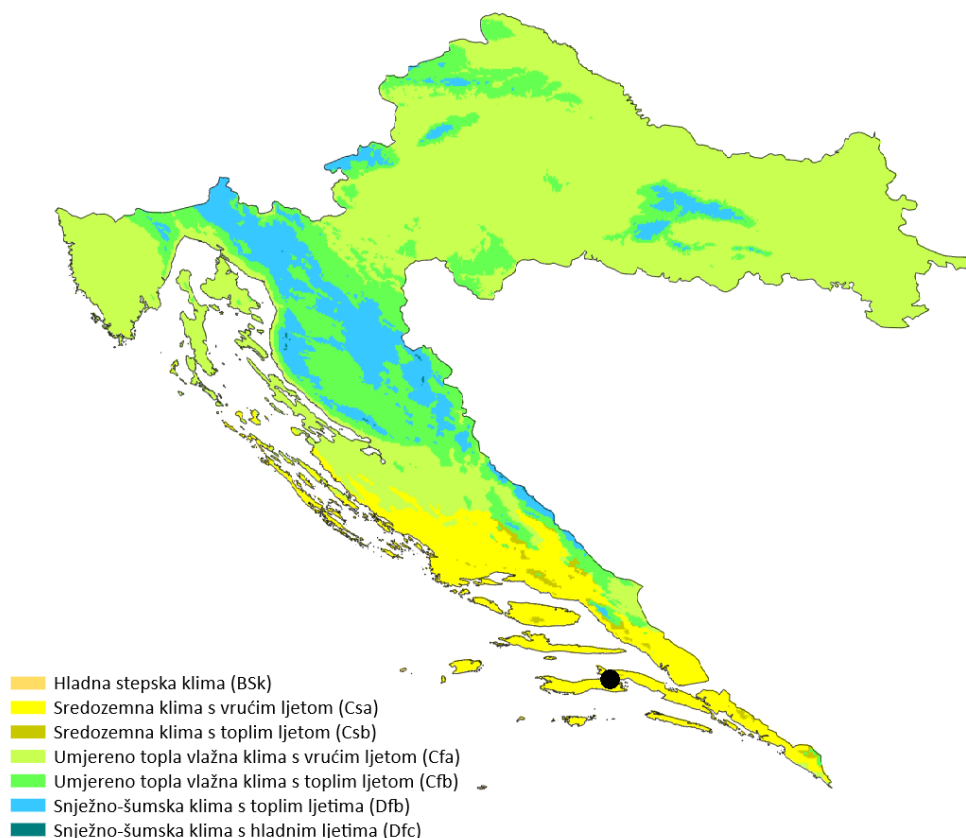 Hladna stepska klima (BSk)
Sredozemna klima s vrućim ljetom (Csa)
Sredozemna klima s toplim ljetom (Csb)
Umjereno topla vlažna klima s vrućim ljetom (Cfa)
Umjereno topla vlažna klima s toplim ljetom (Cfb)
Snježno-šumska klima s toplim ljetima (Dfb)
Snježno-šumska klima s hladnim ljetima (Dfc)